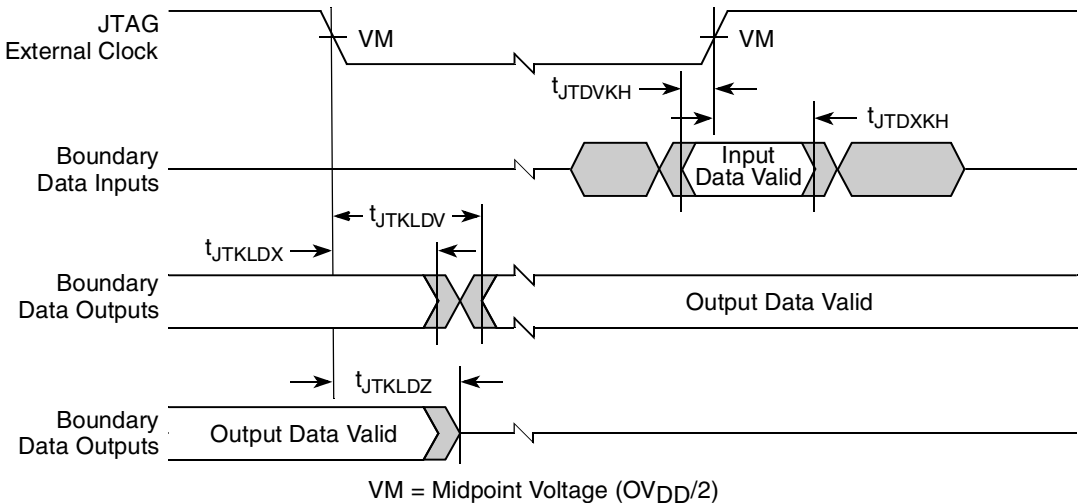 JTAG
External Clock
VM
VM
tJTDVKH
tJTDXKH
Boundary
Data Inputs
Input
Data Valid
tJTKLDV
tJTKLDX
Boundary
Data Outputs
Output Data Valid
tJTKLDZ
Boundary
Data Outputs
Output Data Valid
VM = Midpoint Voltage (OVDD/2)